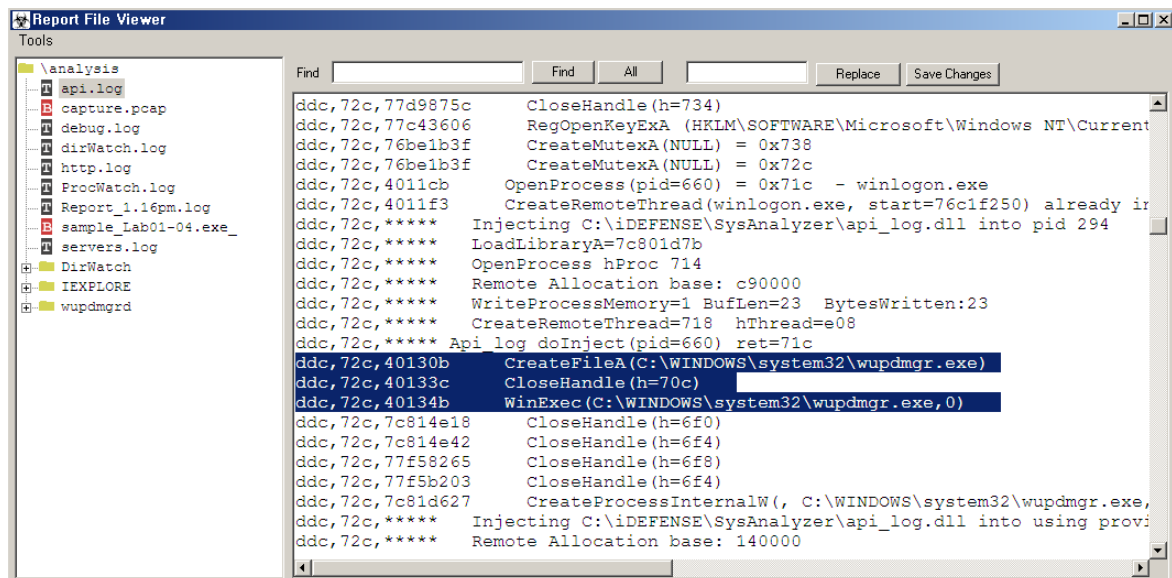 Report File Viewer
Tools
\analysis
api.log
capture.pcap
debug.log
dirWatch.log
http.log
ProcWatch.log
Report_1.16pm.log
sample_Lab01-04.exe_
servers.log
DirWatch
IEXPLORE
wupdmgrd
Find
Find
All
Replace
Save Changes
ddc,72c,77d9875c CloseHandle(h=734)
ddc,72c,77c43606 RegOpenKeyExA (HKLM\SOFTWARE\Microsoft\Windows NT\Current
ddc,72c,76be1b3f CreateMutexA(NULL) = 0x738
ddc,72c,76be1b3f CreateMutexA(NULL) = 0x72c
ddc,72c,4011cb OpenProcess(pid=660) = 0x71c - winlogon.exe
ddc,72c,4011f3 CreateRemoteThread(winlogon.exe, start=76c1f250) already in
ddc,72c,***** Injecting C:\iDEFENSE\SysAnalyzer\api_log.dll into pid 294
ddc,72c,***** LoadLibraryA=7c801d7b
ddc,72c,***** OpenProcess hProc 714
ddc,72c,***** Remote Allocation base: c90000
ddc,72c,***** WriteProcessMemory=1 BufLen=23 BytesWritten:23
ddc,72c,***** CreateRemoteThread=718 hThread=e08
ddc,72c,***** Api_log doInject(pid=660) ret=71c
ddc,72c,40130b CreateFileA(C:\WINDOWS\system32\wupdmgr.exe)
ddc,72c,40133c CloseHandle(h=70c)
ddc,72c,40134b WinExec(C:\WINDOWS\system32\wupdmgr.exe,0)
ddc,72c,7c814e18 CloseHandle(h=6f0)
ddc,72c,7c814e42 CloseHandle(h=6f4)
ddc,72c,77f58265 CloseHandle(h=6f8)
ddc,72c,77f5b203 CloseHandle(h=6f4)
ddc,72c,7c81d627 CreateProcessInternalW(, C:\WINDOWS\system32\wupdmgr.exe,
ddc,72c,***** Injecting C:\iDEFENSE\SysAnalyzer\api_log.dll into using provi
ddc,72c,***** Remote Allocation base: 140000